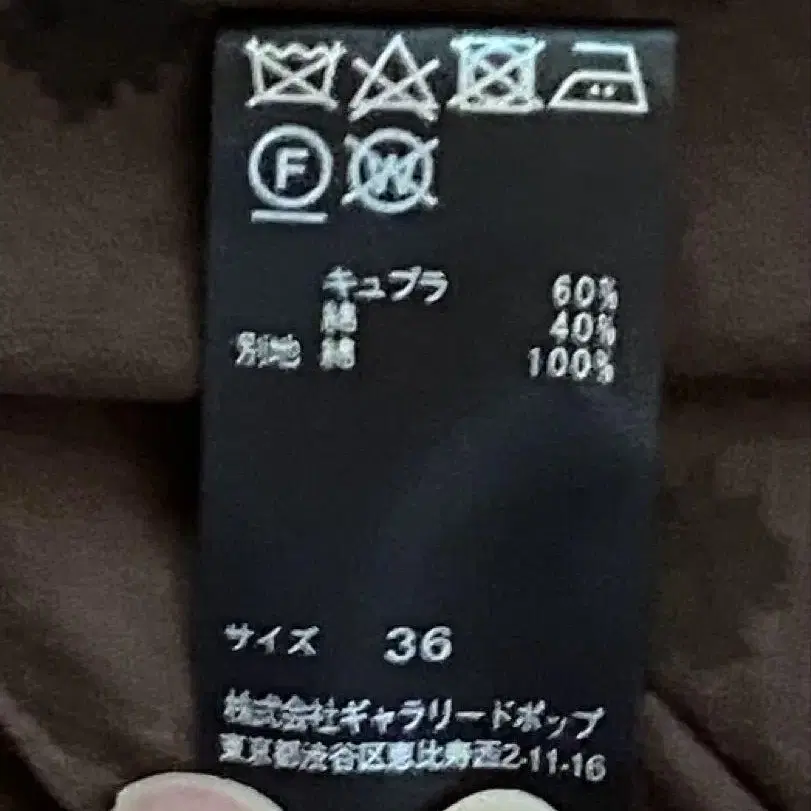 F W
キュプラ 60%
綿 40%
別地 綿 100%
サイズ 36
株式会社ギャラリードポップ
東京都渋谷区恵比寿西2-11-16